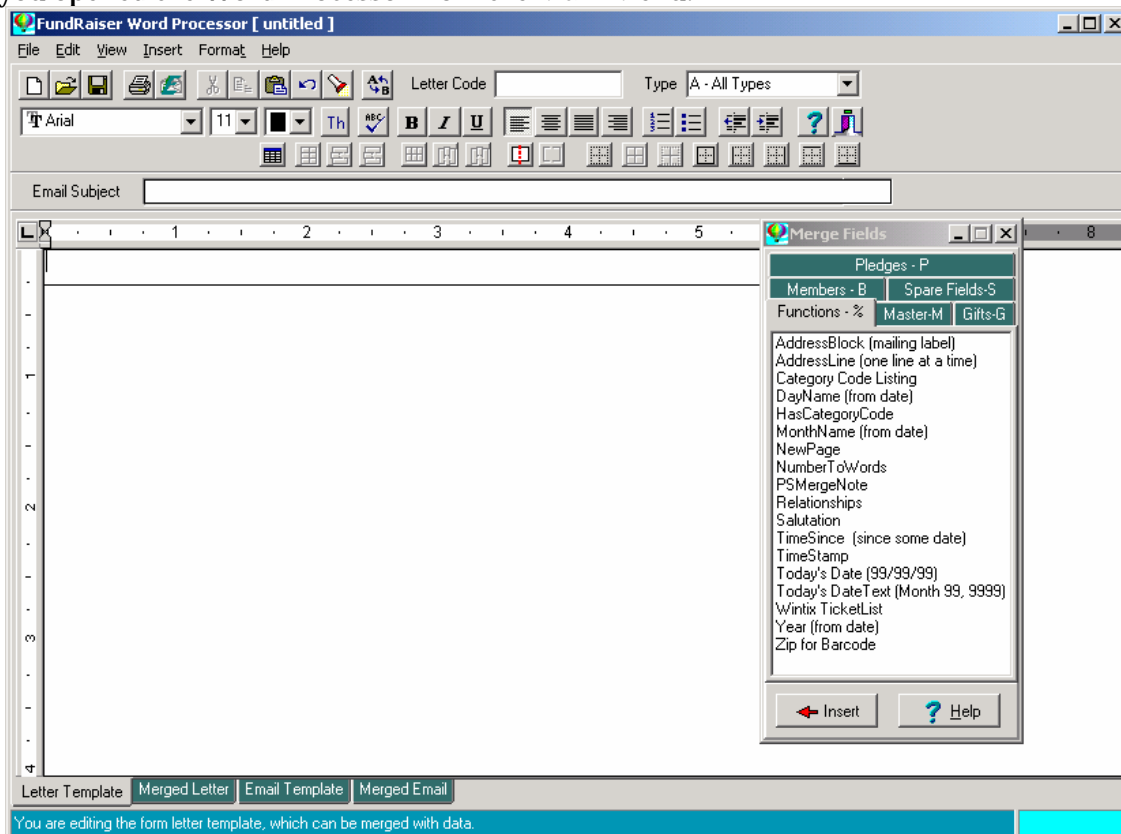 FundRaiser Word Processor [ untitled ]
File Edit View Insert Format Help
Letter Code Type A - All Types
Arial 11 Th ABC B I U
Email Subject
1 2 3 4 5 8
Merge Fields
Pledges - P
Members - B Spare Fields-S
Functions - % Master-M Gifts-G
AddressBlock (mailing label)
AddressLine (one line at a time)
Category Code Listing
DayName (from date)
HasCategoryCode
MonthName (from date)
NewPage
NumberToWords
PSMergeNote
Relationships
Salutation
TimeSince (since some date)
TimeStamp
Today's Date (99/99/99)
Today's DateText (Month 99, 9999)
Wintix TicketList
Year (from date)
Zip for Barcode
Insert Help
1
2
3
4
Letter Template Merged Letter Email Template Merged Email
You are editing the form letter template, which can be merged with data.